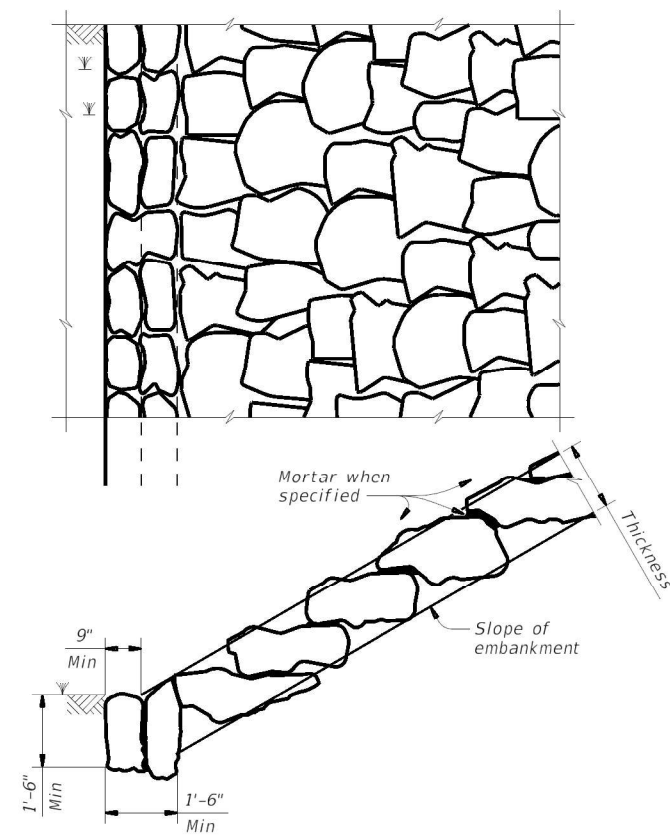 Mortar when
specified
Thickness
Slope of
embankment
9"
Min
1'-6"
Min
1'-6"
Min